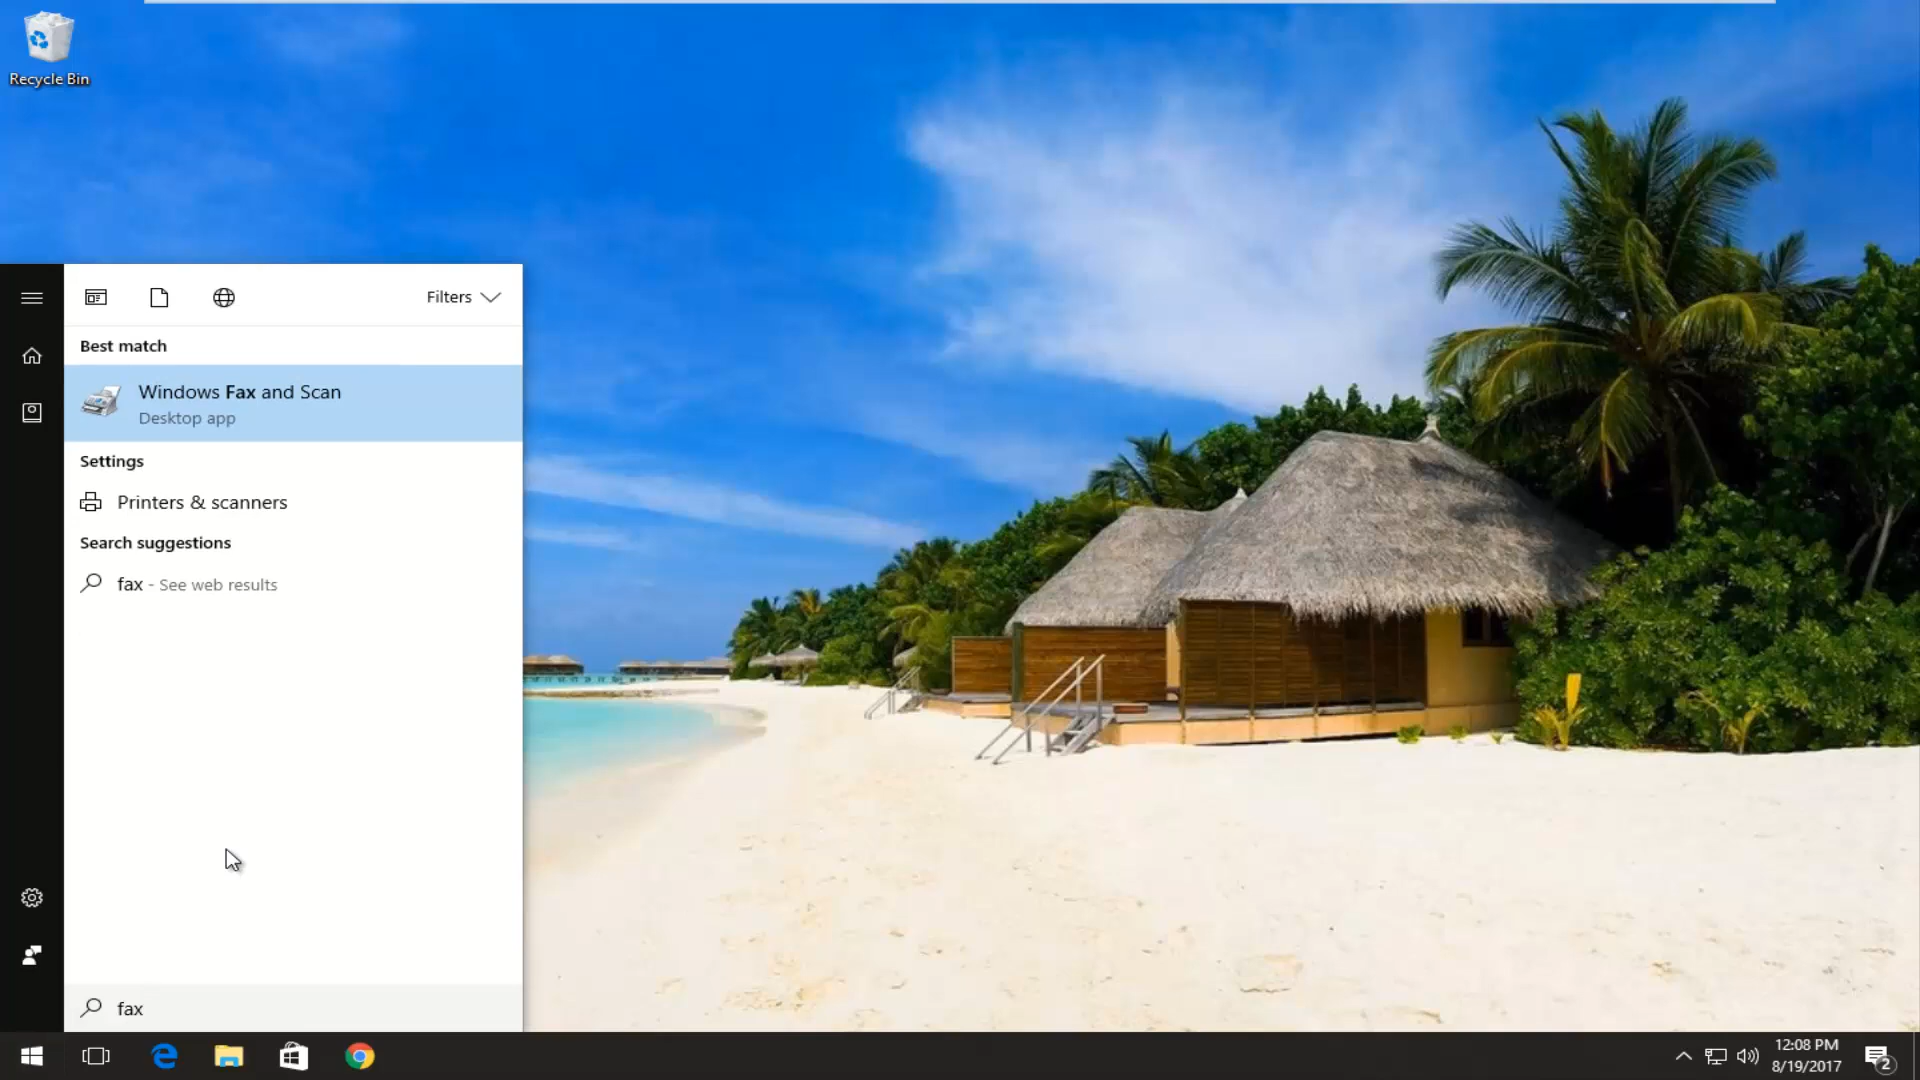 Recycle Bin
Filters
Best match
Windows Fax and Scan
Desktop app
Settings
Printers & scanners
Search suggestions
fax - See web results
fax
12:08 PM
8/19/2017
2